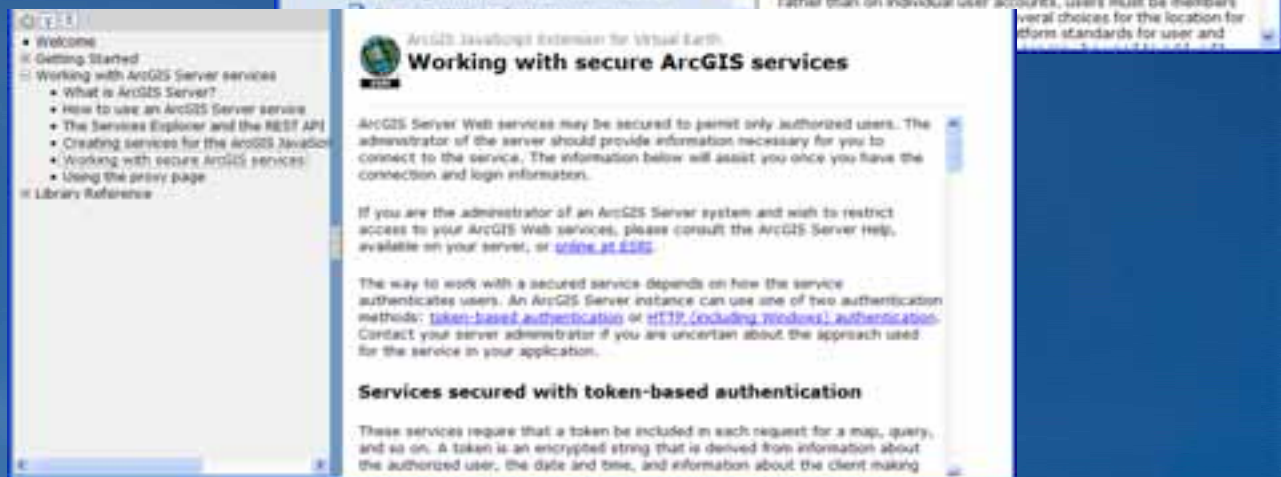 rather than on individual user accounts, users must be members
veral choices for the location for
tform standards for user and
Welcome
Getting Started
Working with ArcGIS Server services
What is ArcGIS Server?
How to use an ArcGIS Server service
The Services Explorer and the REST API
Creating services for the ArcGIS JavaScri
Working with secure ArcGIS services
Using the proxy page
Library Reference
ArcGIS JavaScript Extension for Virtual Earth
Working with secure ArcGIS services
ArcGIS Server Web services may be secured to permit only authorized users. The
administrator of the server should provide information necessary for you to
connect to the service. The information below will assist you once you have the
connection and login information.
If you are the administrator of an ArcGIS Server system and wish to restrict
access to your ArcGIS Web services, please consult the ArcGIS Server Help,
available on your server, or online at ESRI.
The way to work with a secured service depends on how the service
authenticates users. An ArcGIS Server instance can use one of two authentication
methods: token-based authentication or HTTP (including Windows) authentication.
Contact your server administrator if you are uncertain about the approach used
for the service in your application.
Services secured with token-based authentication
These services require that a token be included in each request for a map, query,
and so on. A token is an encrypted string that is derived from information about
the authorized user, the date and time, and information about the client making